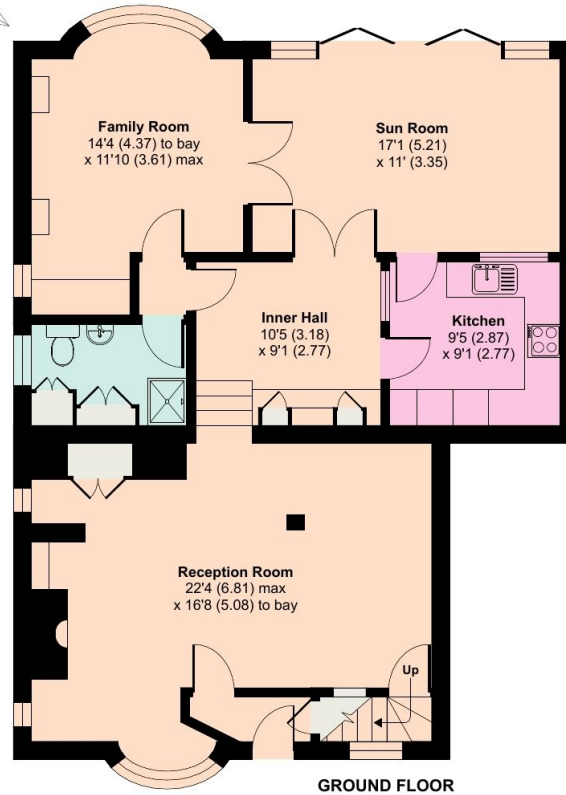 Family Room
14'4 (4.37) to bay
x 11'10 (3.61) max
Sun Room
17'1 (5.21)
x 11' (3.35)
Inner Hall
10'5 (3.18)
x 9'1 (2.77)
Kitchen
9'5 (2.87)
x 9'1 (2.77)
Reception Room
22'4 (6.81) max
x 16'8 (5.08) to bay
Up
GROUND FLOOR